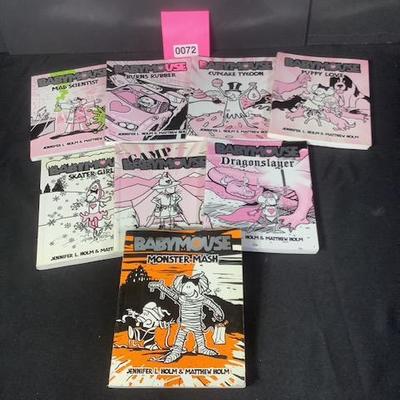 0072
BABYMOUSE
MAD SCIENTIST
BABYMOUSE
BURNS RUBBER
JENNIFER L. HOLM & MATTHEW HOLM
BABYMOUSE
CUPCAKE TYCOON
JENNIFER L. HOLM & MATTHEW HOLM
BABYMOUSE
PUPPY LOVE
JENNIFER L. HOLM & MATTHEW HOLM
BABYMOUSE
SKATER GIRL
JENNIFER L. HOLM &
CAMP
BABYMOUSE
BABYMOUSE
Dragonslayer
HOLM & MATTHEW HOLM
BABYMOUSE
MONSTER MASH
JENNIFER L. HOLM & MATTHEW HOLM